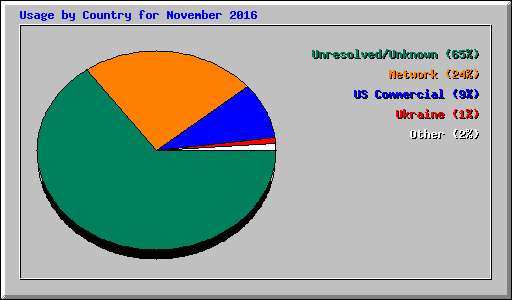 Usage by Country for November 2016
Unresolved/Unknown (65%)
Network (24%)
US Commercial (9%)
Ukraine (1%)
Other (2%)